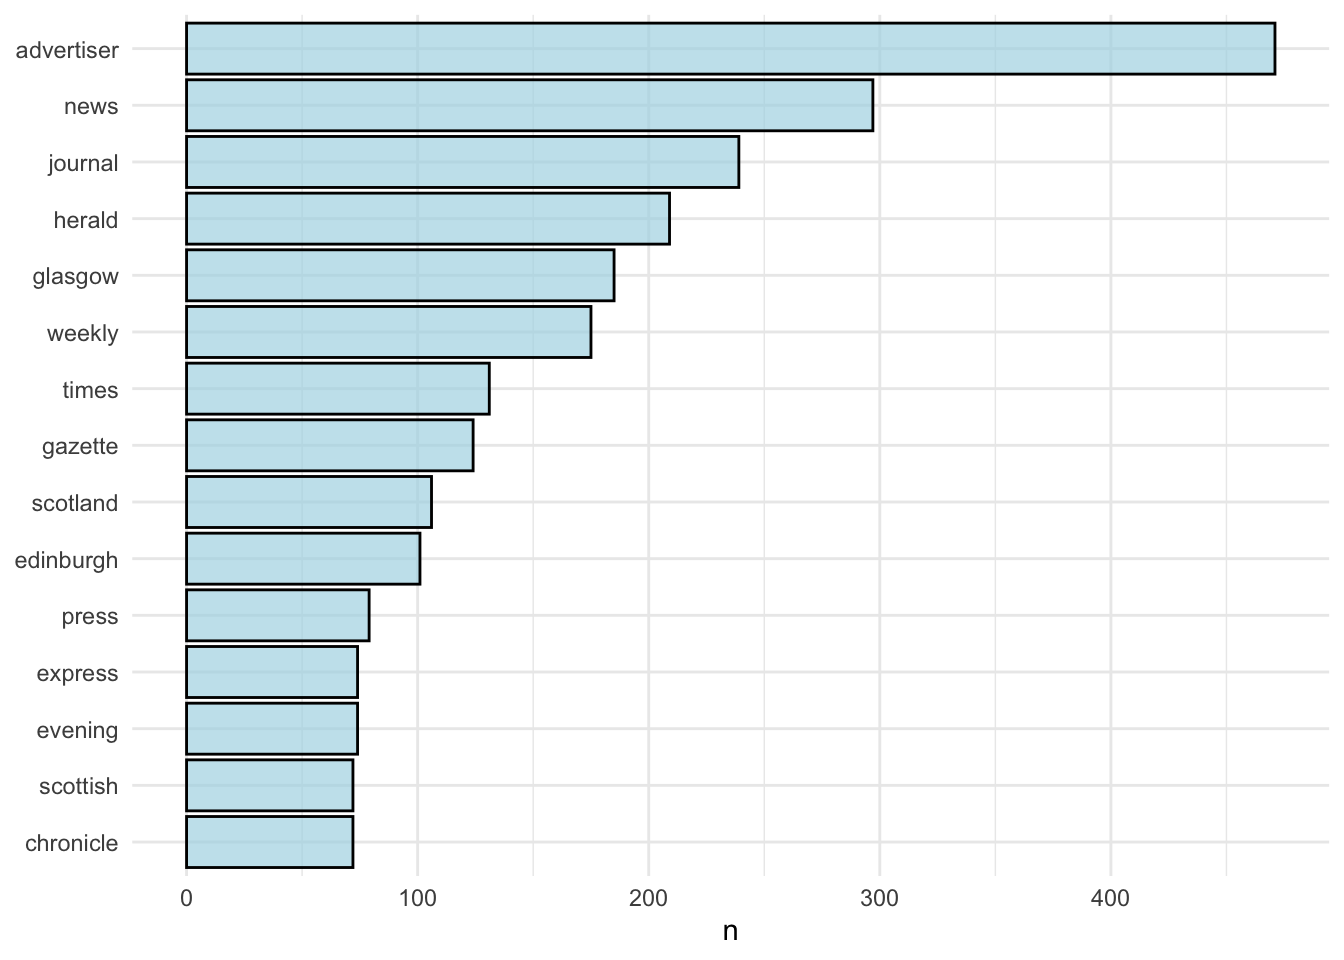 advertiser
news
journal
herald
glasgow
weekly
times
gazette
scotland
edinburgh
press
express
evening
scottish
chronicle
0 100 200 300 400
n